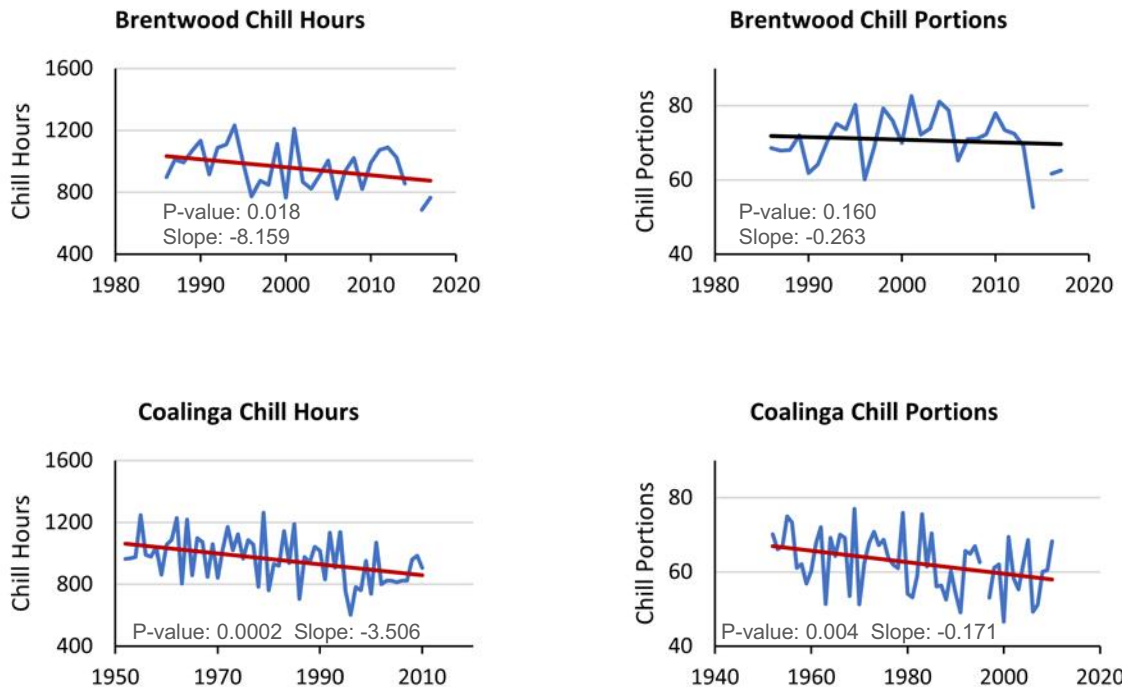 Brentwood Chill Hours
Chill Hours
1600
1200
800
400
P-value: 0.018
Slope: -8.159
1980 1990 2000 2010 2020
Brentwood Chill Portions
Chill Portions
80
60
40
P-value: 0.160
Slope: -0.263
1980 1990 2000 2010 2020
Coalinga Chill Hours
Chill Hours
1600
1200
800
400
P-value: 0.0002 Slope: -3.506
1950 1970 1990 2010
Coalinga Chill Portions
Chill Portions
80
60
40
P-value: 0.004 Slope: -0.171
1940 1960 1980 2000 2020